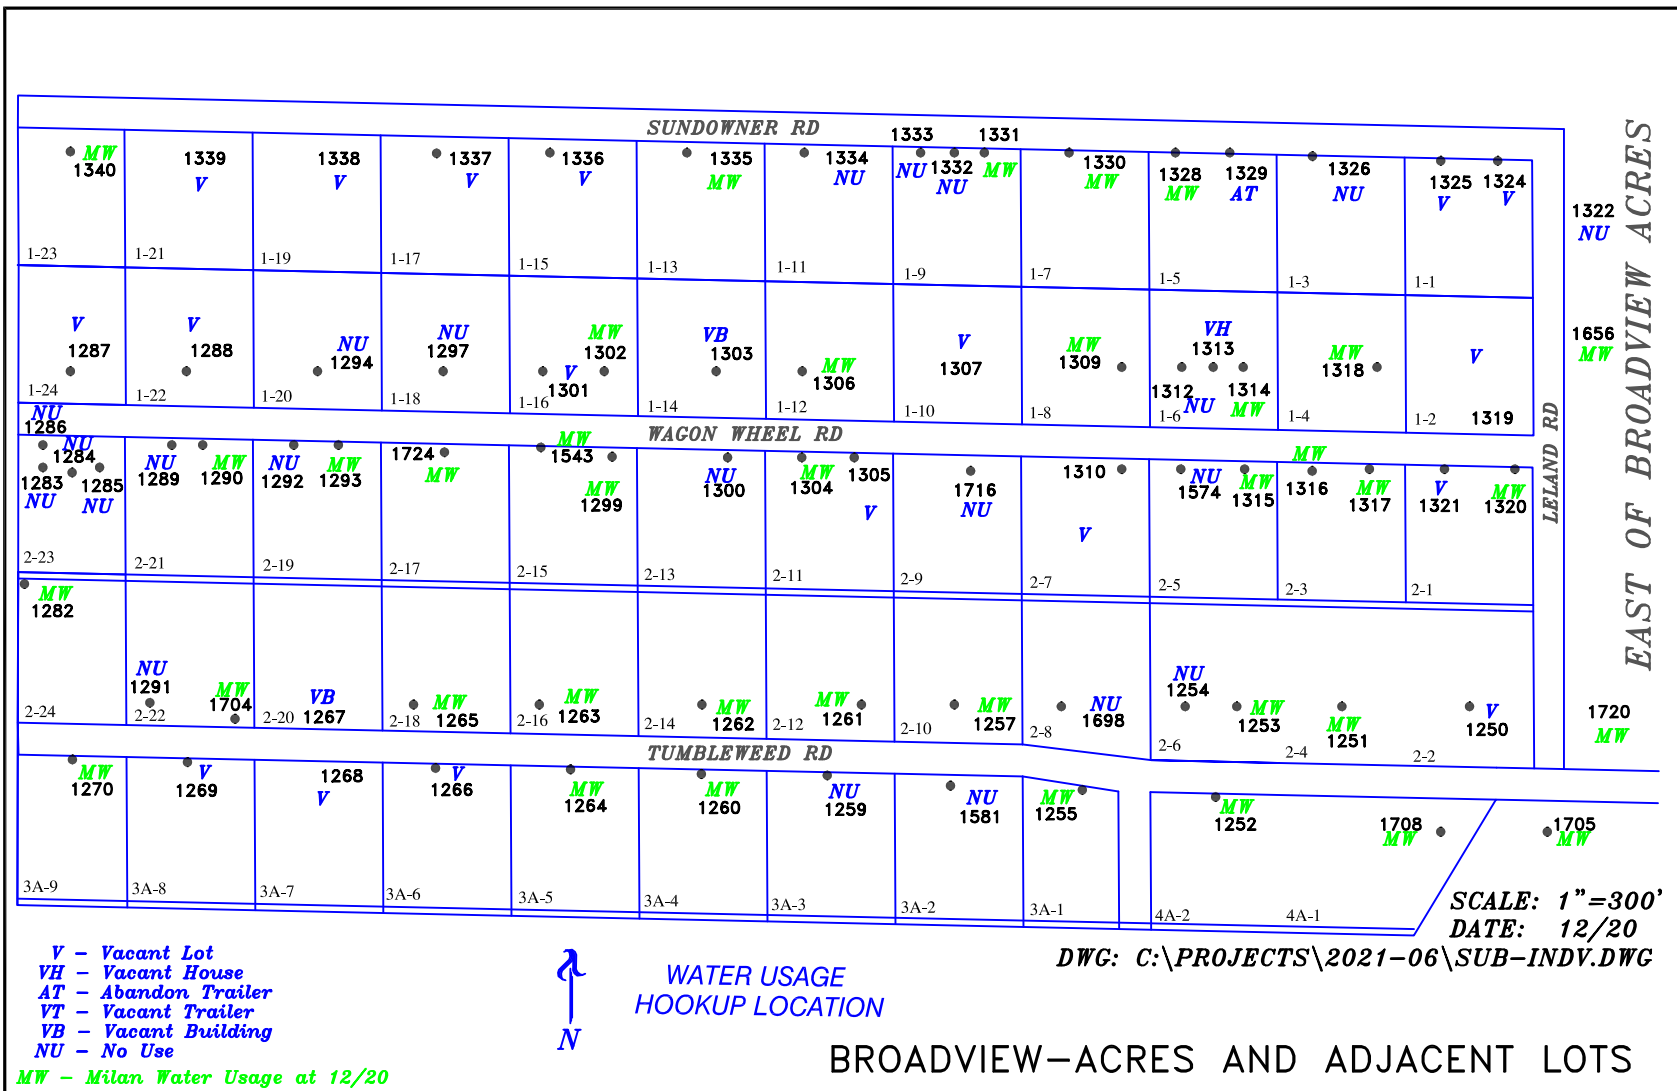 SUNDOWNER RD
1333
1331
MW
1340
1339
V
1338
V
1337
V
1336
V
1335
MW
1334
NU
NU
1332
NU
MW
1330
MW
1328
MW
1329
AT
1326
NU
1325
V
1324
V
1322
NU
1-23
1-21
1-19
1-17
1-15
1-13
1-11
1-9
1-7
1-5
1-3
1-1
V
1287
V
1288
NU
1294
NU
1297
MW
1302
V
1301
VB
1303
MW
1306
V
1307
MW
1309
VH
1313
1312
NU
1314
MW
MW
1318
V
1319
1656
MW
1-24
1-22
1-20
1-18
1-16
1-14
1-12
1-10
1-8
1-6
1-4
1-2
WAGON WHEEL RD
LELAND RD
EAST OF BROADVIEW ACRES
NU
1286
NU
1284
1283
NU
1285
NU
NU
1289
MW
1290
NU
1292
MW
1293
1724
MW
MW
1543
MW
1299
NU
1300
MW
1304
1305
V
1716
NU
1310
V
NU
1574
MW
1315
MW
1316
MW
1317
V
1321
MW
1320
2-23
2-21
2-19
2-17
2-15
2-13
2-11
2-9
2-7
2-5
2-3
2-1
MW
1282
NU
1291
MW
1704
VB
1267
MW
1265
MW
1263
MW
1262
MW
1261
MW
1257
NU
1698
NU
1254
MW
1253
MW
1251
V
1250
1720
MW
2-24
2-22
2-20
2-18
2-16
2-14
2-12
2-10
2-8
2-6
2-4
2-2
TUMBLEWEED RD
MW
1270
V
1269
1268
V
V
1266
MW
1264
MW
1260
NU
1259
NU
1581
MW
1255
MW
1252
1708
MW
1705
MW
3A-9
3A-8
3A-7
3A-6
3A-5
3A-4
3A-3
3A-2
3A-1
4A-2
4A-1
SCALE: 1"=300'
DATE: 12/20
DWG: C:\PROJECTS\2021-06\SUB-INDV.DWG
V - Vacant Lot
VH - Vacant House
AT - Abandon Trailer
VT - Vacant Trailer
VB - Vacant Building
NU - No Use
MW - Milan Water Usage at 12/20
N
WATER USAGE
HOOKUP LOCATION
BROADVIEW-ACRES AND ADJACENT LOTS